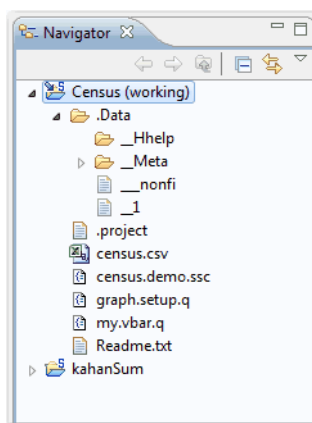 Navigator
Census (working)
.Data
__Hhelp
__Meta
___nonfi
__1
.project
census.csv
census.demo.ssc
graph.setup.q
my.vbar.q
Readme.txt
kahanSum